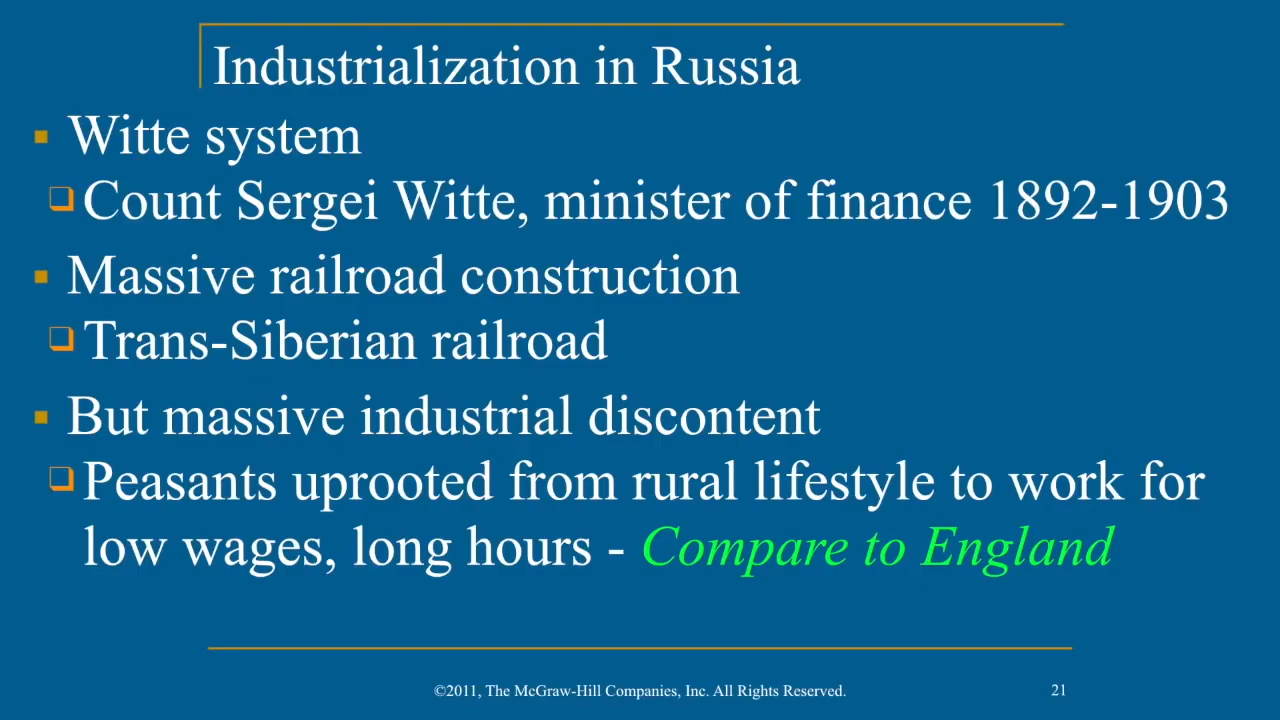 Industrialization in Russia
Witte system
Count Sergei Witte, minister of finance 1892-1903
Massive railroad construction
Trans-Siberian railroad
But massive industrial discontent
Peasants uprooted from rural lifestyle to work for
low wages, long hours - Compare to England
©2011, The McGraw-Hill Companies, Inc. All Rights Reserved.
21